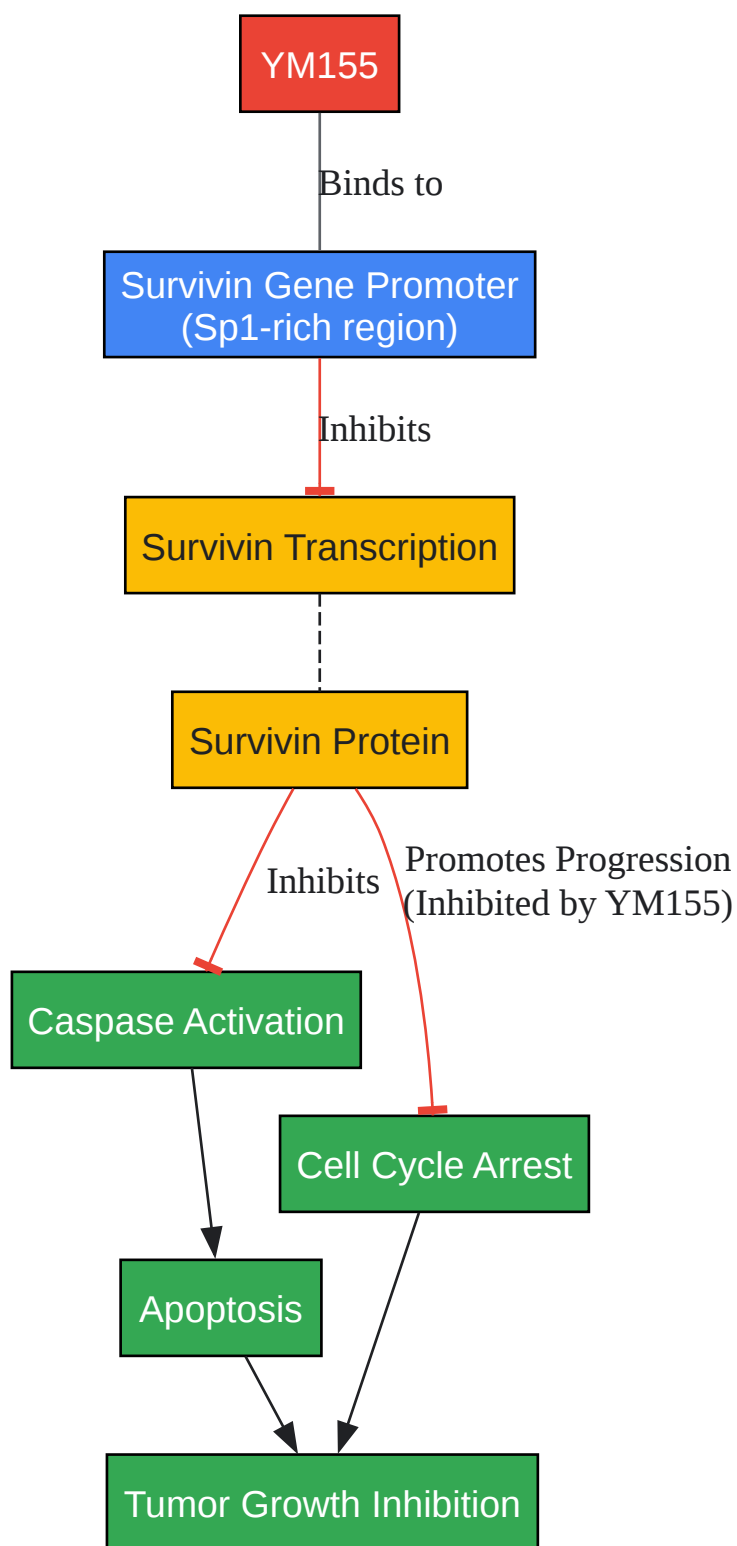 YM155
Binds to
Survivin Gene Promoter
(Sp1-rich region)
Inhibits
Survivin Transcription
Survivin Protein
Inhibits
Promotes Progression
(Inhibited by YM155)
Caspase Activation
Cell Cycle Arrest
Apoptosis
Tumor Growth Inhibition